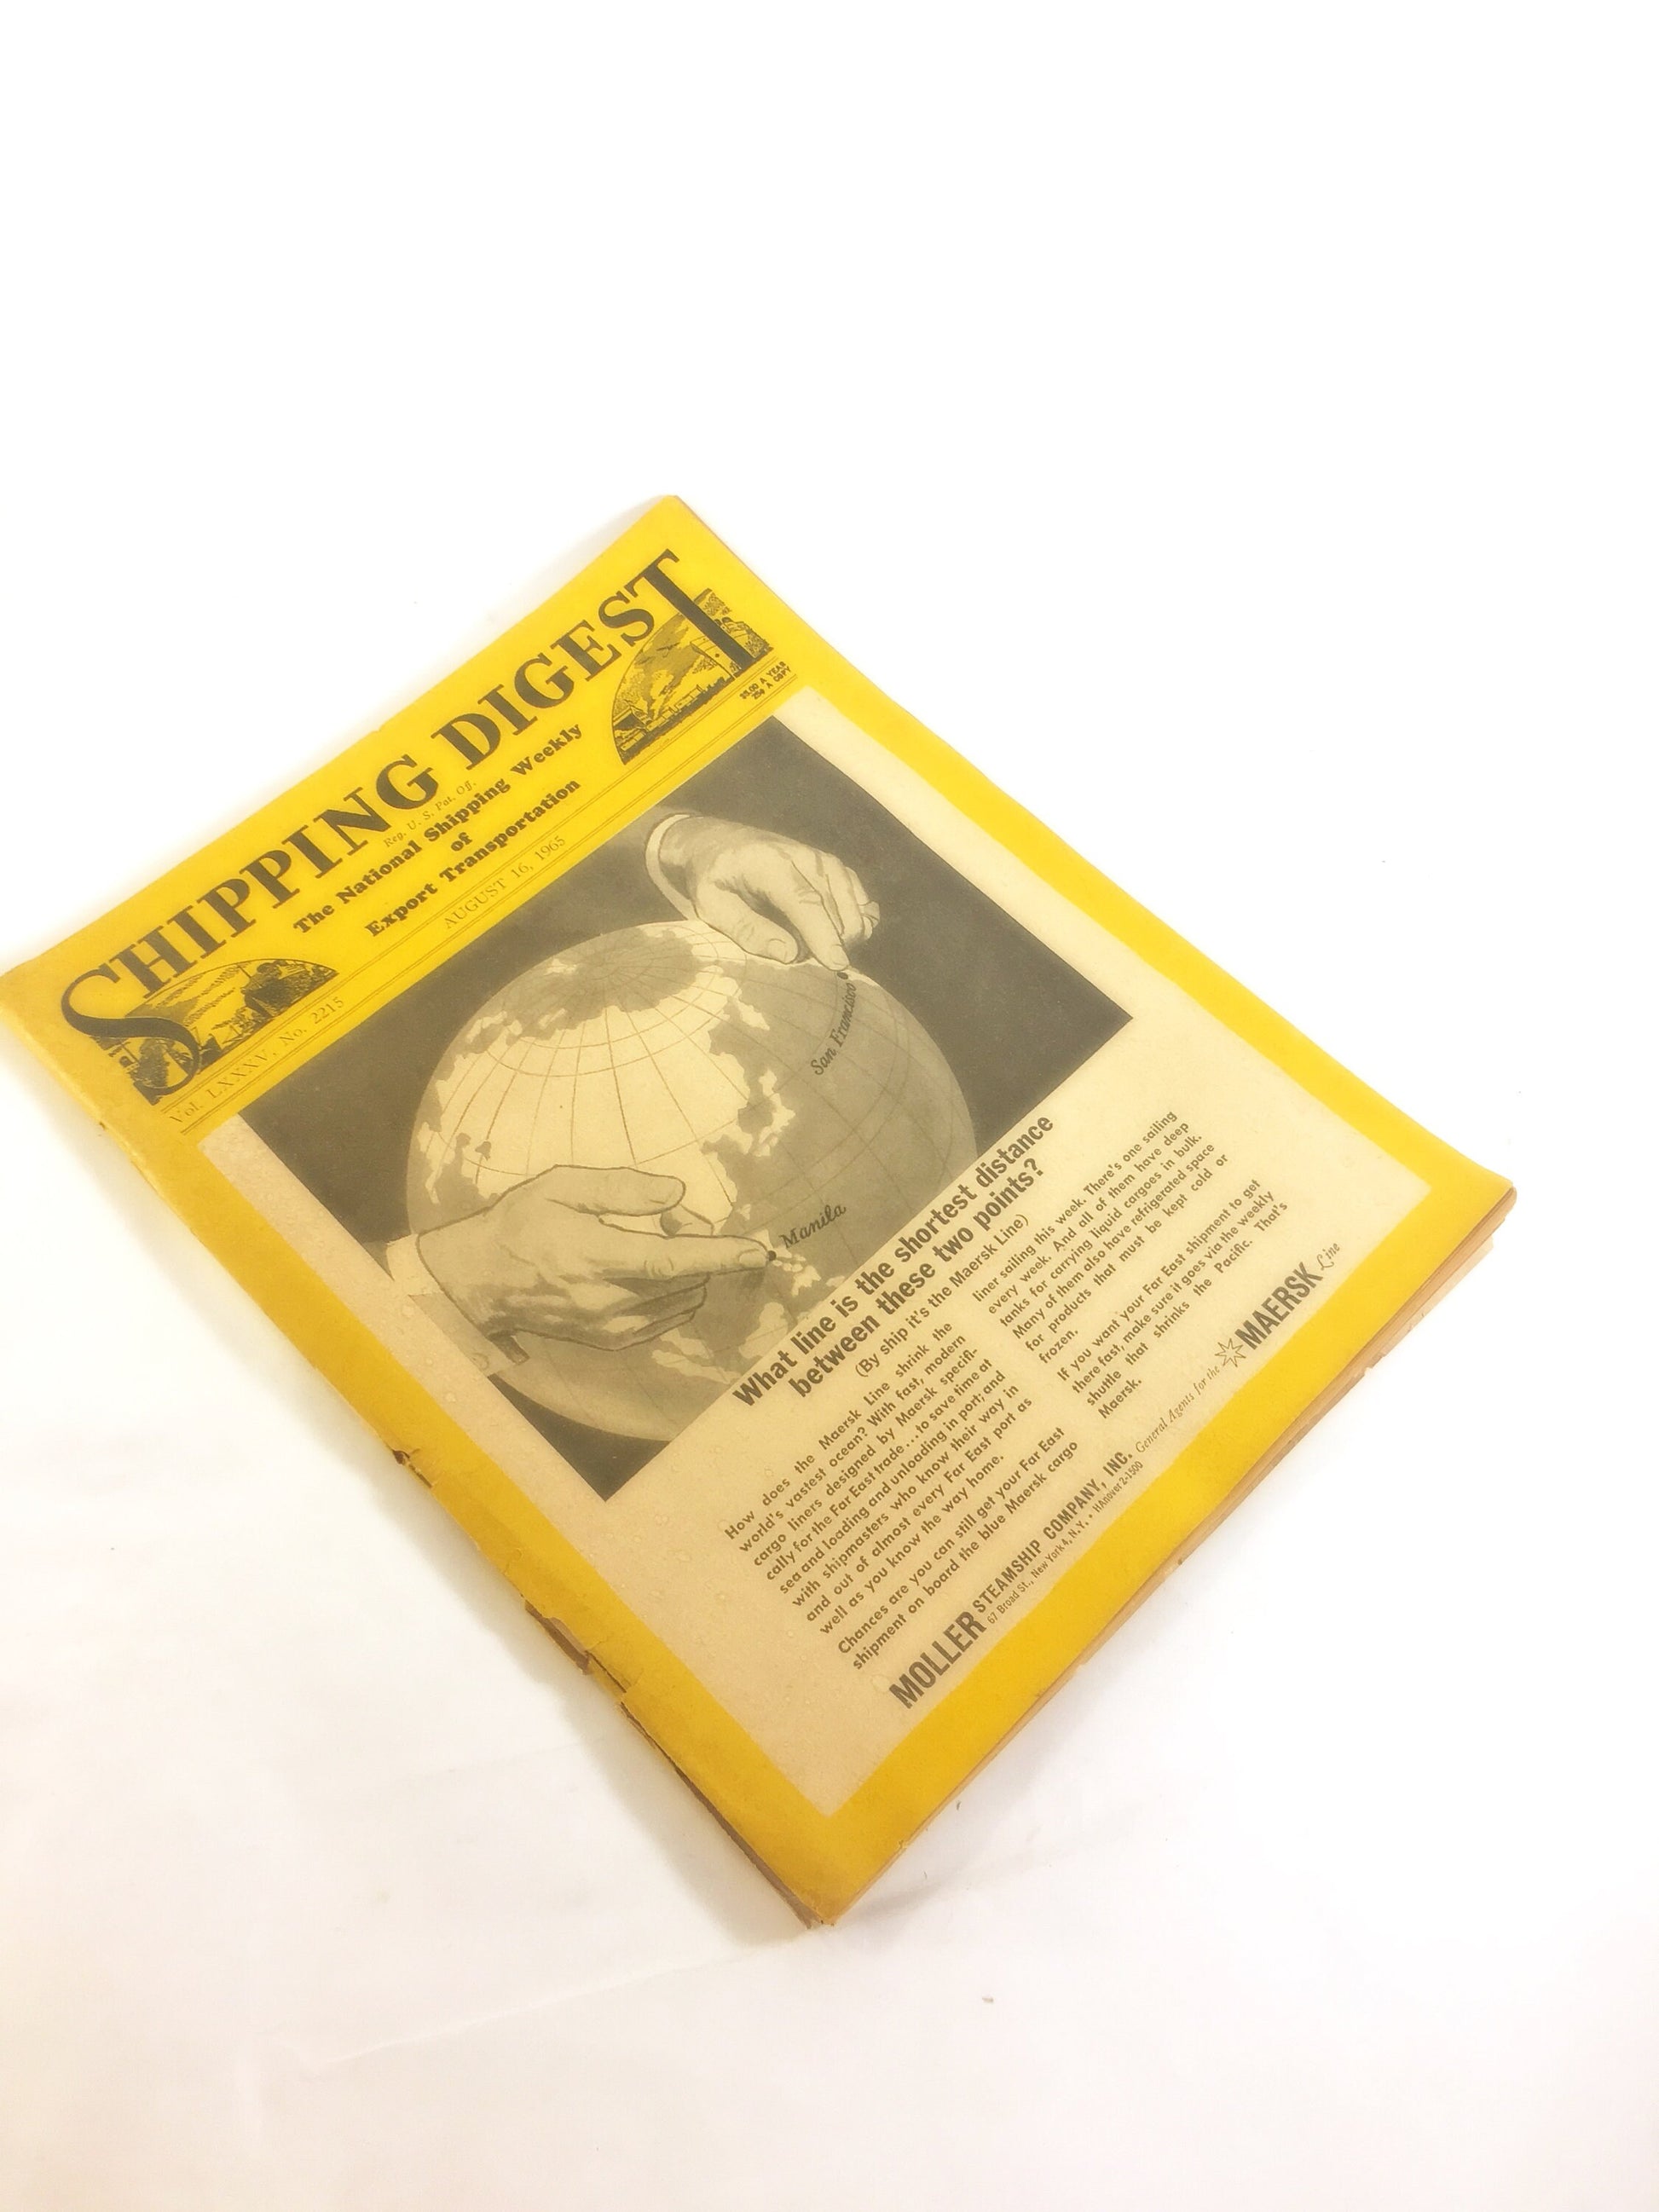 SHIPPING DIGEST
Reg. U. S. Pat. Off.
The National Shipping Weekly
of
Export Transportation
$5.00 A YEAR
25¢ A COPY
Vol. LXXXV, No. 2215
AUGUST 16, 1965
San Francisco
Manila
What line is the shortest distance
between these two points?
(By ship it's the Maersk Line)
How does the Maersk Line shrink the
world's vastest ocean? With fast, modern
cargo liners designed by Maersk specifi-
cally for the Far East trade...to save time at
sea and loading and unloading in port; and
with shipmasters who know their way in
and out of almost every Far East port as
well as you know the way home.
Chances are you can still get your Far East
shipment on board the blue Maersk cargo
liner sailing this week. There's one sailing
every week. And all of them have deep
tanks for carrying liquid cargoes in bulk.
Many of them also have refrigerated space
for products that must be kept cold or
frozen.
If you want your Far East shipment to get
there fast, make sure it goes via the weekly
shuttle that shrinks the Pacific. That's
Maersk.
MOLLER STEAMSHIP COMPANY, INC. General Agents for the MAERSK Line
67 Broad St., New York 4, N.Y. • HAnover 2-1500